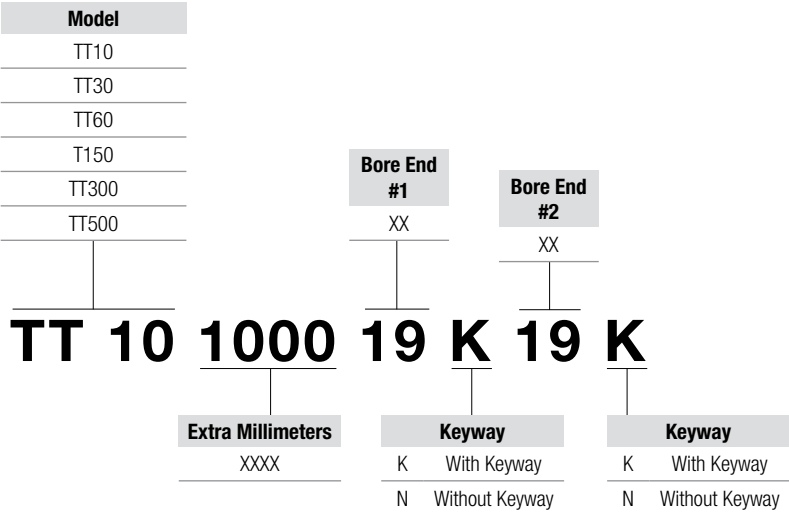 Model
TT10
TT30
TT60
T150
TT300
TT500
Bore End
#1
XX
Bore End
#2
XX
TT 10 1000 19 K 19 K
Extra Millimeters
XXXX
Keyway
K With Keyway
N Without Keyway
Keyway
K With Keyway
N Without Keyway